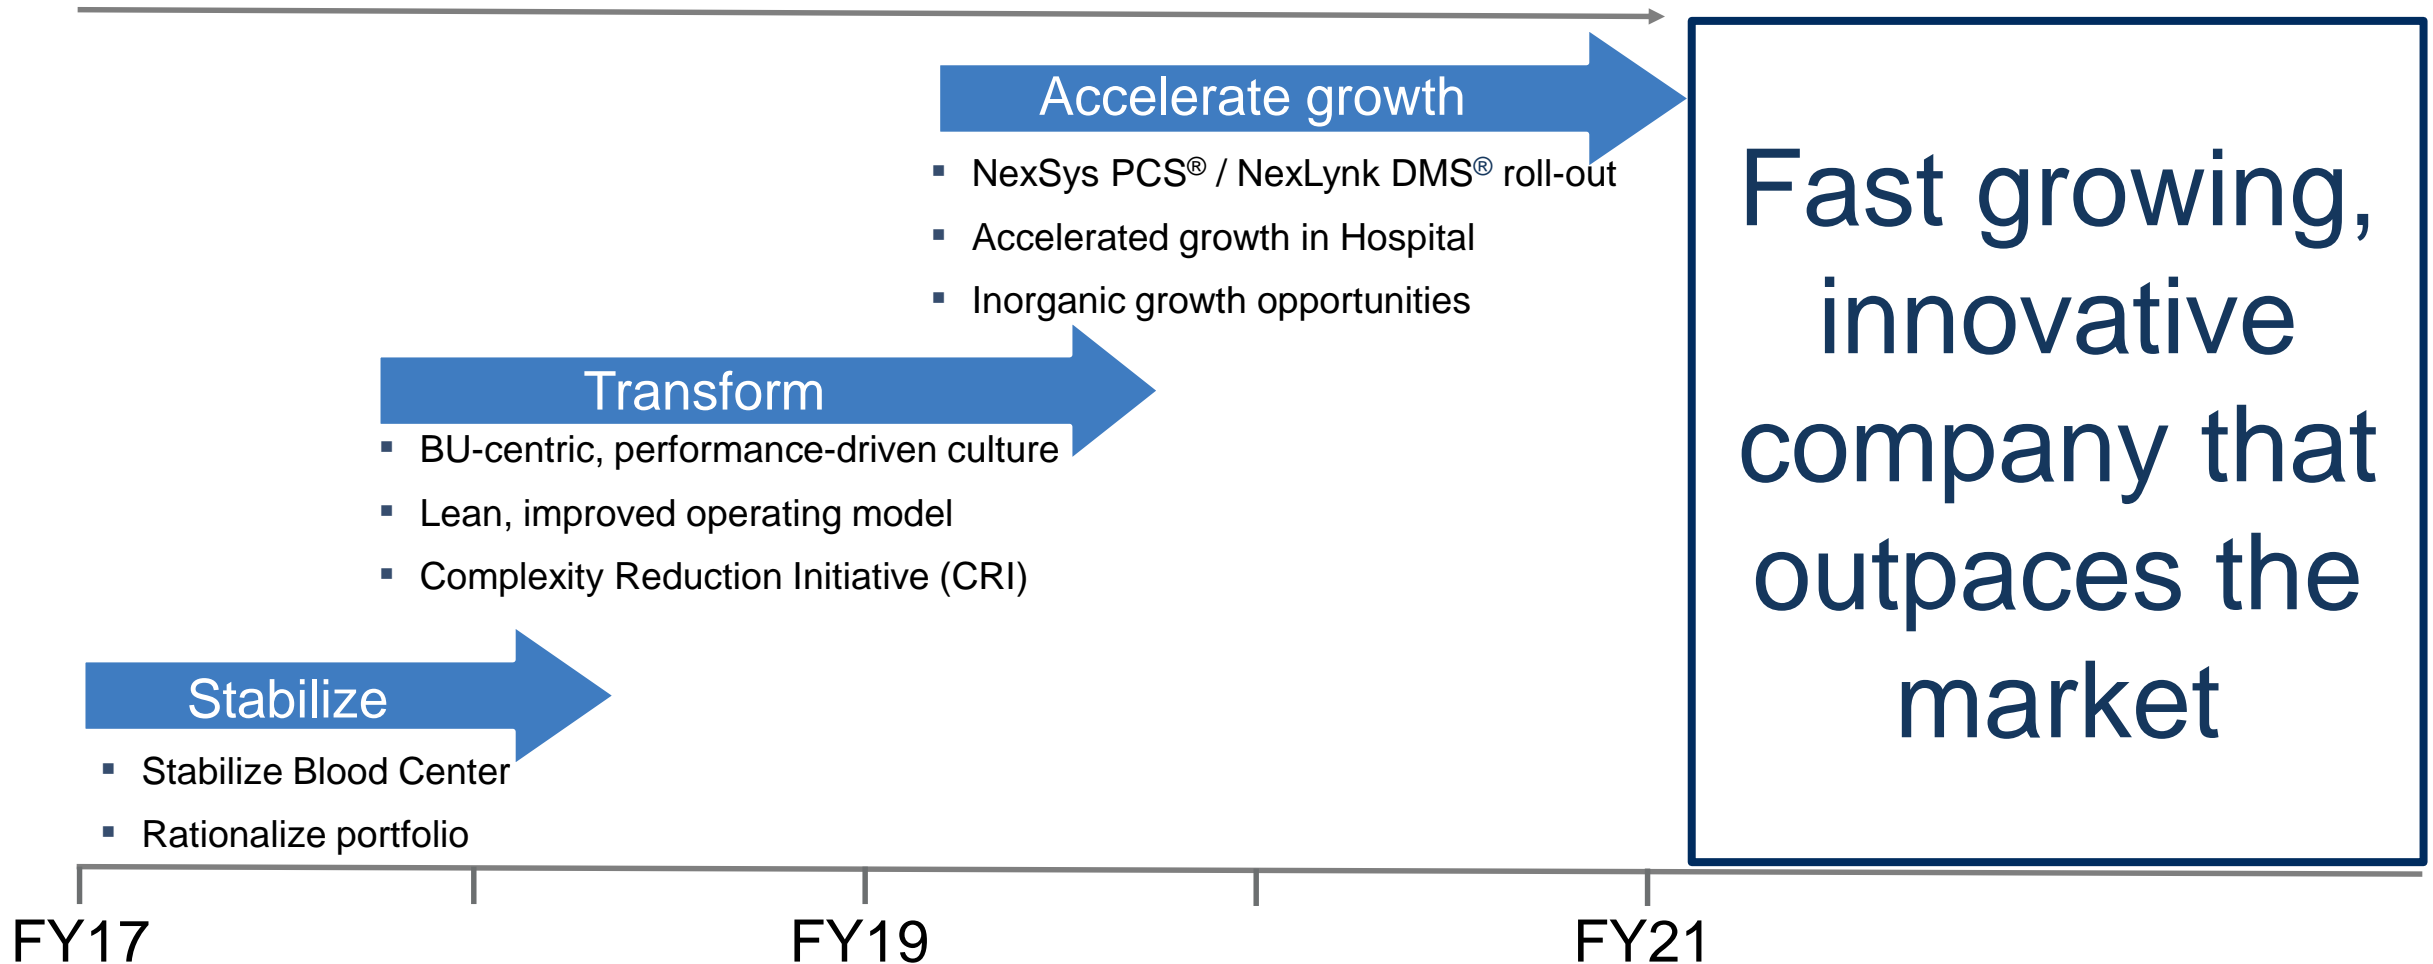 Accelerate growth
▪ NexSys PCS® / NexLynk DMS® roll-out
▪ Accelerated growth in Hospital
▪ Inorganic growth opportunities
Transform
▪ BU-centric, performance-driven culture
▪ Lean, improved operating model
▪ Complexity Reduction Initiative (CRI)
Stabilize
▪ Stabilize Blood Center
▪ Rationalize portfolio
Fast growing,
innovative
company that
outpaces the
market
FY17
FY19
FY21